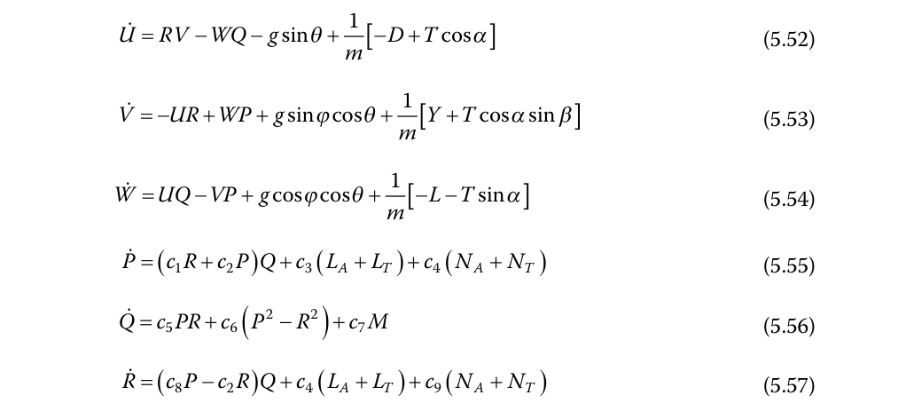 U̇ = RV − WQ − g sin θ + 1/m [−D + T cos α] (5.52)
V̇ = −UR + WP + g sin φ cos θ + 1/m [Y + T cos α sin β] (5.53)
Ẇ = UQ − VP + g cos φ cos θ + 1/m [−L − T sin α] (5.54)
Ṗ = (c₁R + c₂P)Q + c₃(L_A + L_T) + c₄(N_A + N_T) (5.55)
Q̇ = c₅PR + c₆(P² − R²) + c₇M (5.56)
Ṙ = (c₈P − c₂R)Q + c₄(L_A + L_T) + c₉(N_A + N_T) (5.57)